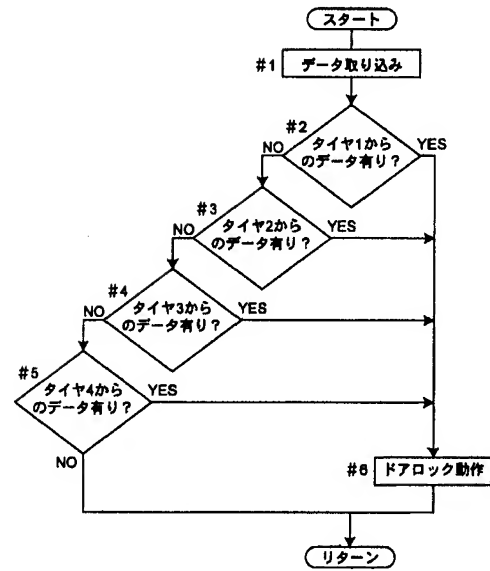 スタート
#1 データ取り込み
#2
タイヤ1から
のデータ有り？
NO
YES
#3
タイヤ2から
のデータ有り？
NO
YES
#4
タイヤ3から
のデータ有り？
NO
YES
#5
タイヤ4から
のデータ有り？
YES
NO
#6 ドアロック動作
リターン